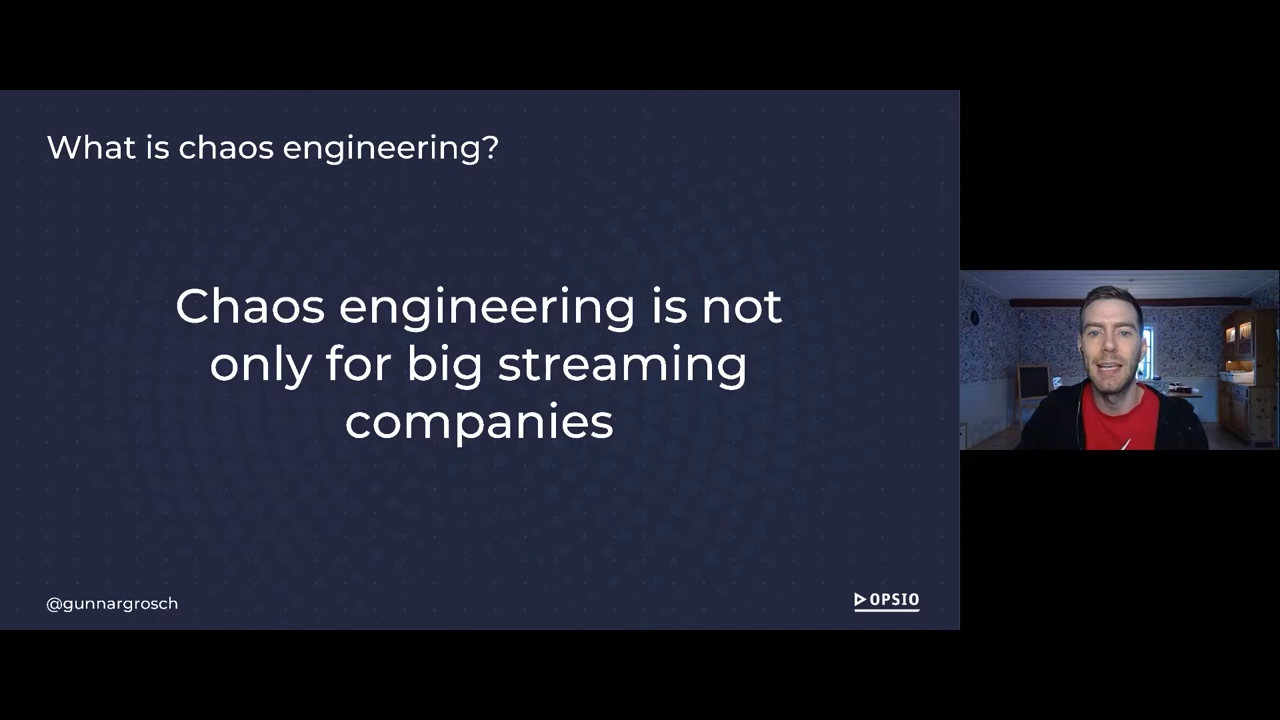 What is chaos engineering?
Chaos engineering is not
only for big streaming
companies
@gunnargrosch
OPSIO